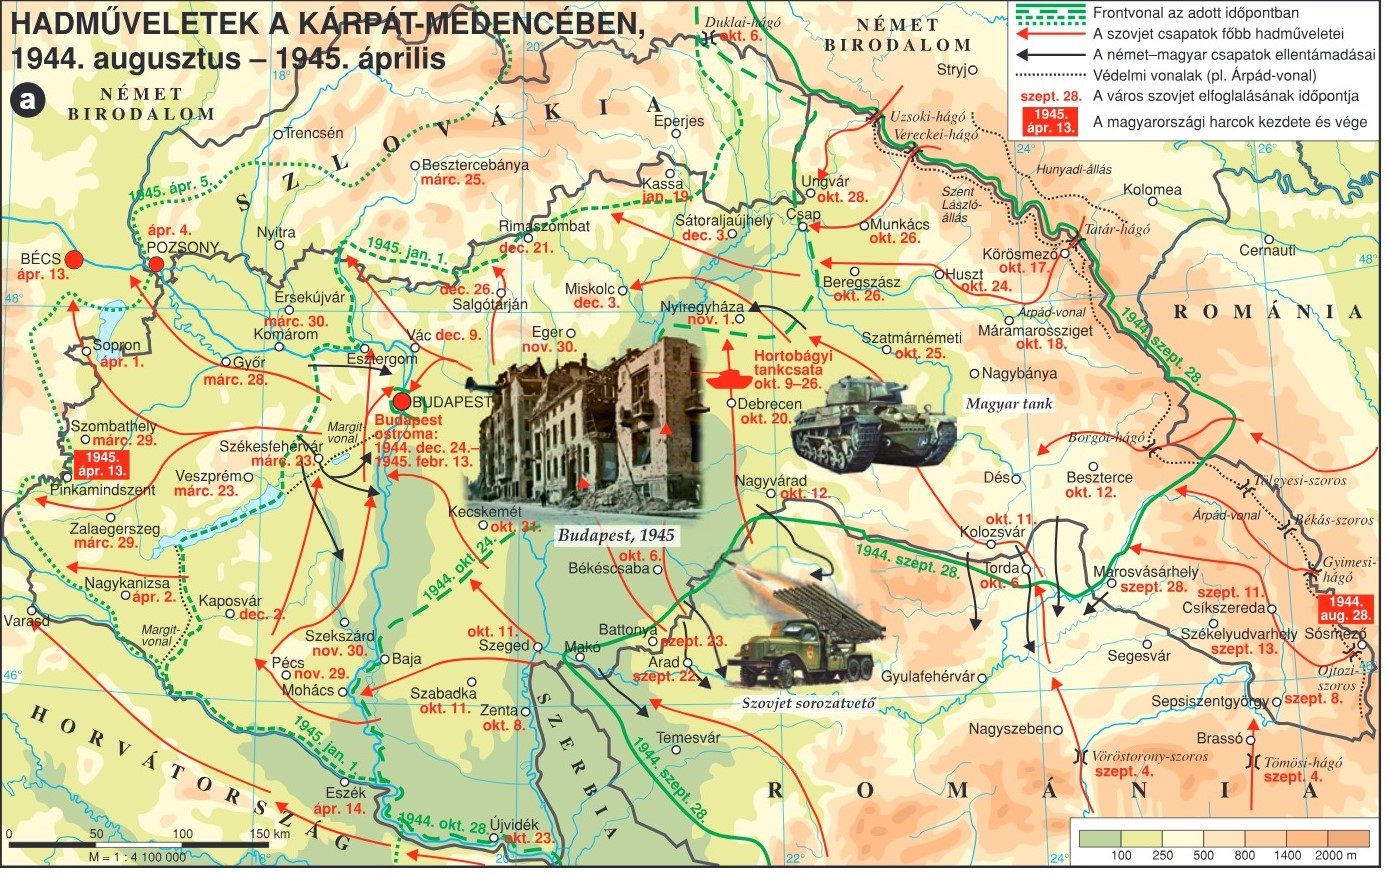 HADMŰVELETEK A KÁRPÁT-MEDENCÉBEN,
1944. augusztus – 1945. április
a
Frontvonal az adott időpontban
A szovjet csapatok főbb hadműveletei
A német–magyar csapatok ellentámadásai
Védelmi vonalak (pl. Árpád-vonal)
szept. 28. A város szovjet elfoglalásának időpontja
1945.
ápr. 13.
A magyarországi harcok kezdete és vége
NÉMET
BIRODALOM
NÉMET
BIRODALOM
SZLOVÁKIA
ROMÁNIA
ROMÁNIA
SZERBIA
HORVÁTORSZÁG
18°
20°
24°
26°
48°
48°
46°
46
18°
20
22°
24°
Duklai-hágó
okt. 6.
Stryj
Uzsoki-hágó
Vereckei-hágó
Hunyadi-állás
Szent
László-
állás
Kolomea
Tatár-hágó
Cernauti
Trencsén
Besztercebánya
márc. 25.
Eperjes
Kassa
jan. 19.
Ungvár
okt. 28.
Csap
Munkács
okt. 26.
Körösmező
okt. 17.
1945. ápr. 5.
ápr. 4.
POZSONY
BÉCS
ápr. 13.
Nyitra
Rimaszombat
dec. 21.
Sátoraljaújhely
dec. 3.
1945. jan. 1.
dec. 26.
Salgótarján
Miskolc
dec. 3.
Beregszász
okt. 26.
Huszt
okt. 24.
Árpád-vonal
Máramarossziget
okt. 18.
1944. szept. 28.
Érsekújvár
márc. 30.
Komárom
Nyíregyháza
nov. 1.
Vác dec. 9.
Eger
nov. 30.
Esztergom
Szatmárnémeti
okt. 25.
Sopron
ápr. 1.
Győr
márc. 28.
Hortobágyi
tankcsata
okt. 9–26.
Nagybánya
Magyar tank
Debrecen
okt. 20.
BUDAPEST
Budapest
ostroma:
1944. dec. 24.–
1945. febr. 13.
Margit-
vonal
Szombathely
márc. 29.
1945.
ápr. 13.
Pinkamindszent
Székesfehérvár
márc. 23.
Veszprém
márc. 23.
Borgói-hágó
Beszterce
okt. 12.
Dés
Tölgyesi-szoros
Nagyvárad
okt. 12.
Zalaegerszeg
márc. 29.
Kecskemét
okt. 31.
Budapest, 1945
okt. 11.
Kolozsvár
Árpád-vonal
Békás-szoros
1944. okt. 24.
okt. 6.
Békéscsaba
1944. szept. 28.
Torda
okt. 6.
Marosvásárhely
szept. 28.
Gyimesi-
hágó
Nagykanizsa
ápr. 2.
Kaposvár
dec. 2.
szept. 11.
Csíkszereda
1944.
aug. 28.
Sósmező
Varasd
Margit-
vonal
Szekszárd
nov. 30.
okt. 11.
Szeged
Makó
Battonya
szept. 23.
Arad
szept. 22.
Székelyudvarhely
szept. 13.
Segesvár
Ojtozi-
szoros
Pécs
nov. 29.
Mohács
Baja
Szabadka
okt. 11.
Zenta
okt. 8.
Gyulafehérvár
Szovjet sorozatvető
Sepsiszentgyörgy
szept. 8.
Nagyszeben
Brassó
Temesvár
1944. szept. 28.
1945. jan. 1.
Vöröstorony-szoros
szept. 4.
Tömösi-hágó
szept. 4.
Eszék
ápr. 14.
1944. okt. 28.
Újvidék
okt. 23.
0 50 100 150 km
M = 1 : 4 100 000
100 250 500 800 1400 2000 m